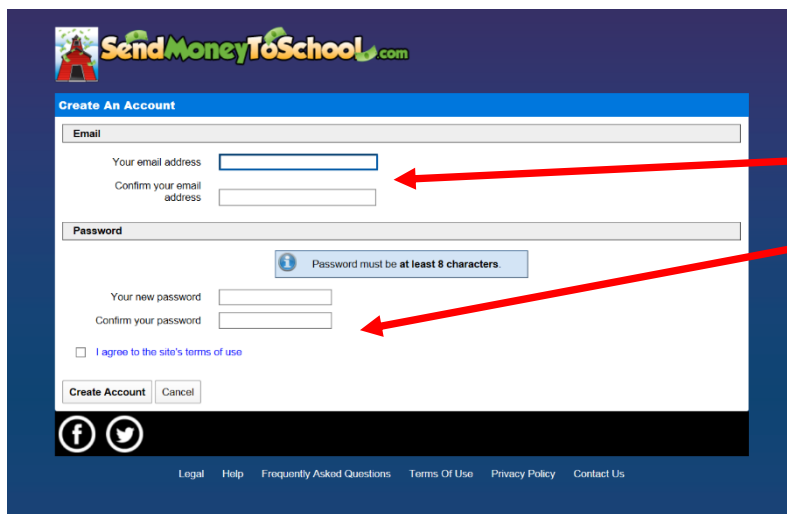 SendMoneyToSchool.com
Create An Account
Email
Your email address
Confirm your email
address
Password
Password must be at least 8 characters.
Your new password
Confirm your password
I agree to the site's terms of use
Create Account Cancel
Legal Help Frequently Asked Questions Terms Of Use Privacy Policy Contact Us